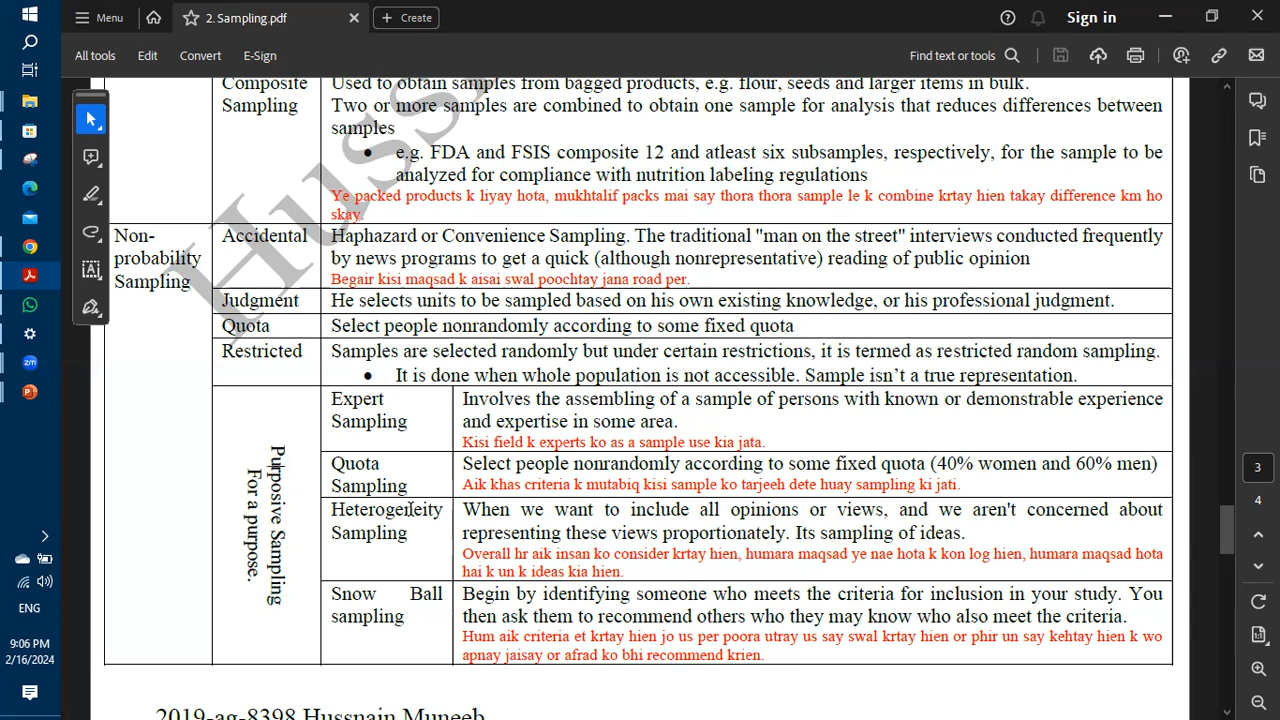 Menu
2. Sampling.pdf
Create
Sign in
All tools
Edit
Convert
E-Sign
Find text or tools
Composite
Sampling
Used to obtain samples from bagged products, e.g. flour, seeds and larger items in bulk.
Two or more samples are combined to obtain one sample for analysis that reduces differences between
samples
• e.g. FDA and FSIS composite 12 and atleast six subsamples, respectively, for the sample to be
analyzed for compliance with nutrition labeling regulations
Ye packed products k liyay hota, mukhtalif packs mai say thora thora sample le k combine krtay hien takay difference km ho
skay.
Non-
probability
Sampling
Accidental
Haphazard or Convenience Sampling. The traditional "man on the street" interviews conducted frequently
by news programs to get a quick (although nonrepresentative) reading of public opinion
Begair kisi maqsad k aisai swal poochtay jana road per.
Judgment
He selects units to be sampled based on his own existing knowledge, or his professional judgment.
Quota
Select people nonrandomly according to some fixed quota
Restricted
Samples are selected randomly but under certain restrictions, it is termed as restricted random sampling.
• It is done when whole population is not accessible. Sample isn't a true representation.
Purposive Sampling
For a purpose.
Expert
Sampling
Involves the assembling of a sample of persons with known or demonstrable experience
and expertise in some area.
Kisi field k experts ko as a sample use kia jata.
Quota
Sampling
Select people nonrandomly according to some fixed quota (40% women and 60% men)
Aik khas criteria k mutabiq kisi sample ko tarjeeh dete huay sampling ki jati.
Heterogeneity
Sampling
When we want to include all opinions or views, and we aren't concerned about
representing these views proportionately. Its sampling of ideas.
Overall hr aik insan ko consider krtay hien, humara maqsad ye nae hota k kon log hien, humara maqsad hota
hai k un k ideas kia hien.
Snow Ball
sampling
Begin by identifying someone who meets the criteria for inclusion in your study. You
then ask them to recommend others who they may know who also meet the criteria.
Hum aik criteria et krtay hien jo us per poora utray us say swal krtay hien or phir un say kehtay hien k wo
apnay jaisay or afrad ko bhi recommend krien.
2019-ag-8398 Hussnain Muneeb
Huss
3
4
ENG
9:06 PM
2/16/2024